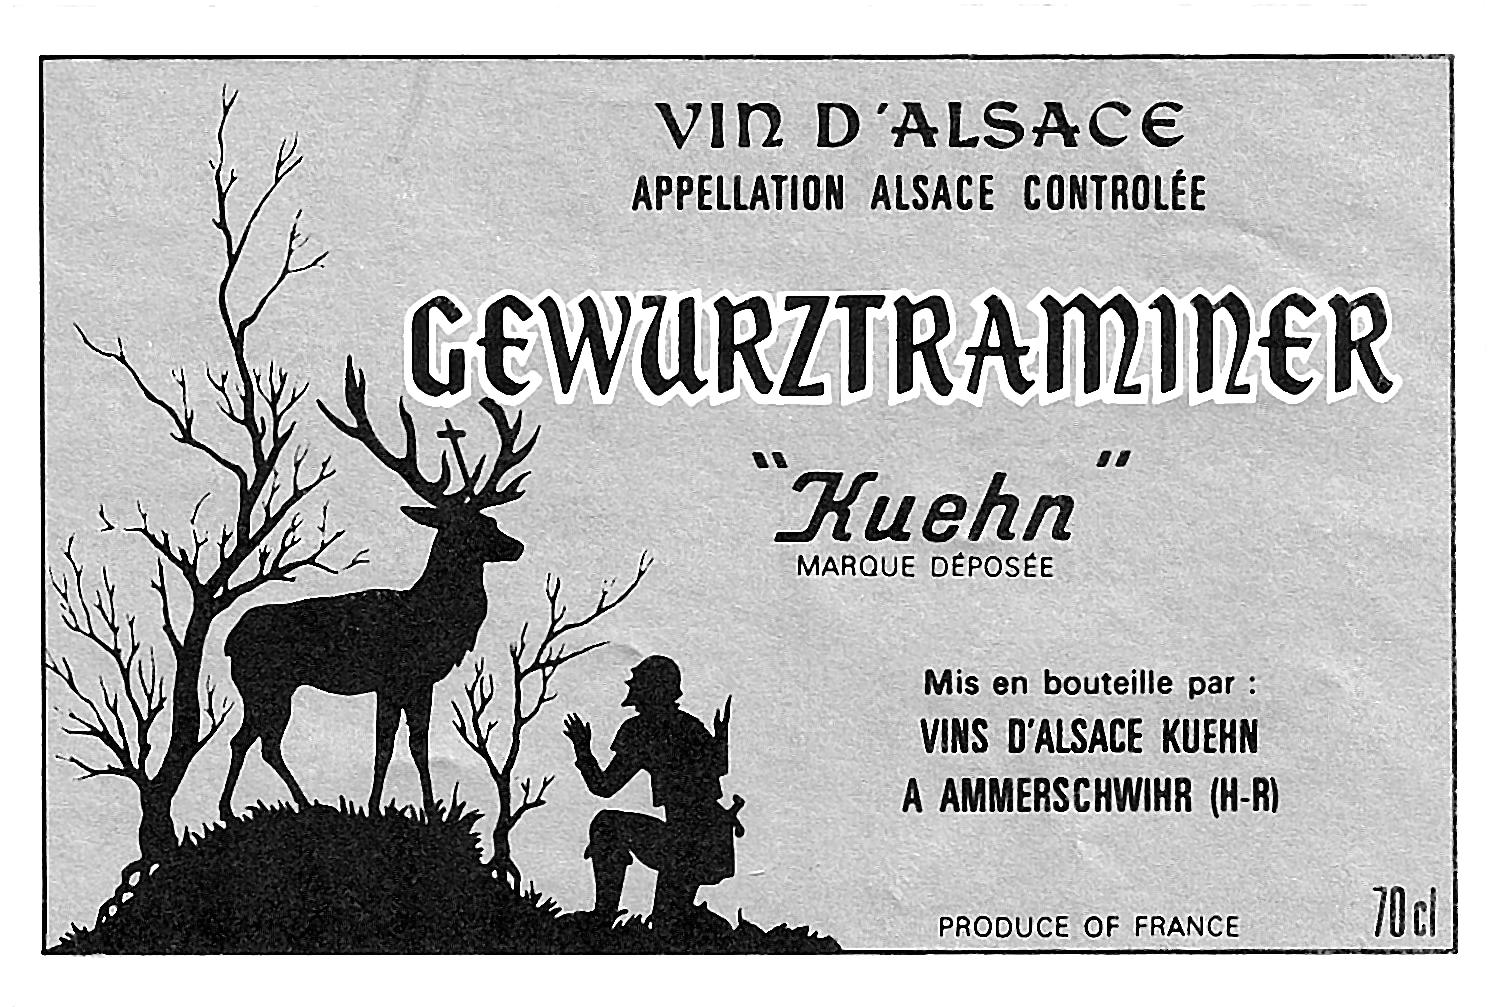 VIN D'ALSACE
APPELLATION ALSACE CONTROLÉE
GEWURZTRAMINER
"Kuehn"
MARQUE DÉPOSÉE
Mis en bouteille par :
VINS D'ALSACE KUEHN
A AMMERSCHWIHR (H-R)
PRODUCE OF FRANCE
70 cl